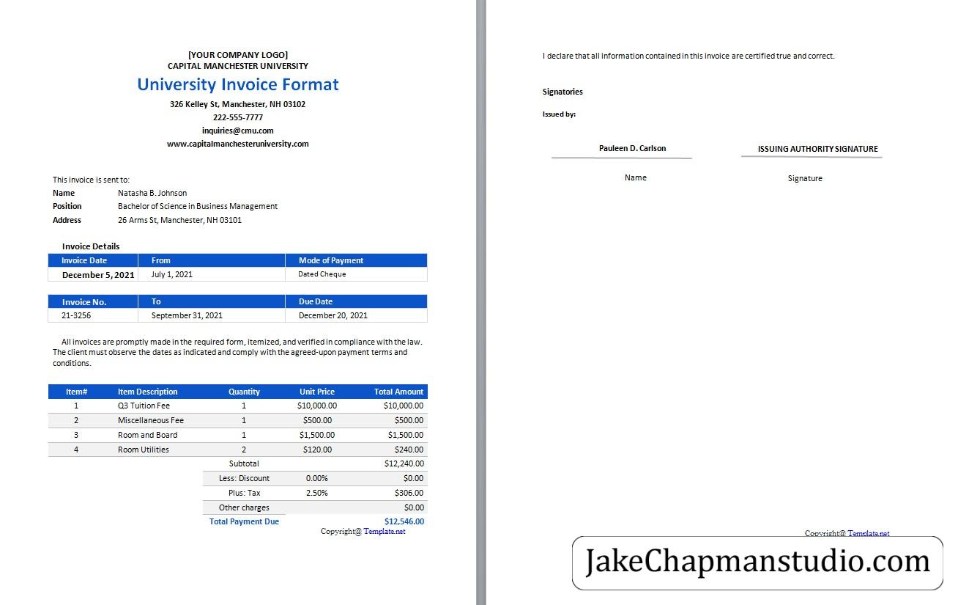 [YOUR COMPANY LOGO]
CAPITAL MANCHESTER UNIVERSITY
University Invoice Format
326 Kelley St, Manchester, NH 03102
222-555-7777
inquiries@cmu.com
www.capitalmanchesteruniversity.com
This invoice is sent to:
Name Natasha B. Johnson
Position Bachelor of Science in Business Management
Address 26 Arms St, Manchester, NH 03101
Invoice Details
Invoice Date From Mode of Payment
December 5, 2021 July 1, 2021 Dated Cheque
Invoice No. To Due Date
21-3256 September 31, 2021 December 20, 2021
All invoices are promptly made in the required form, itemized, and verified in compliance with the law.
The client must observe the dates as indicated and comply with the agreed-upon payment terms and
conditions.
Item# Item Description Quantity Unit Price Total Amount
1 Q3 Tuition Fee 1 $10,000.00 $10,000.00
2 Miscellaneous Fee 1 $500.00 $500.00
3 Room and Board 1 $1,500.00 $1,500.00
4 Room Utilities 2 $120.00 $240.00
Subtotal $12,240.00
Less: Discount 0.00% $0.00
Plus: Tax 2.50% $306.00
Other charges $0.00
Total Payment Due $12,546.00
Copyright@ Template.net
I declare that all information contained in this invoice are certified true and correct.
Signatories
Issued by:
Pauleen D. Carlson ISSUING AUTHORITY SIGNATURE
Name Signature
Copyright@ Template.net
JakeChapmanstudio.com